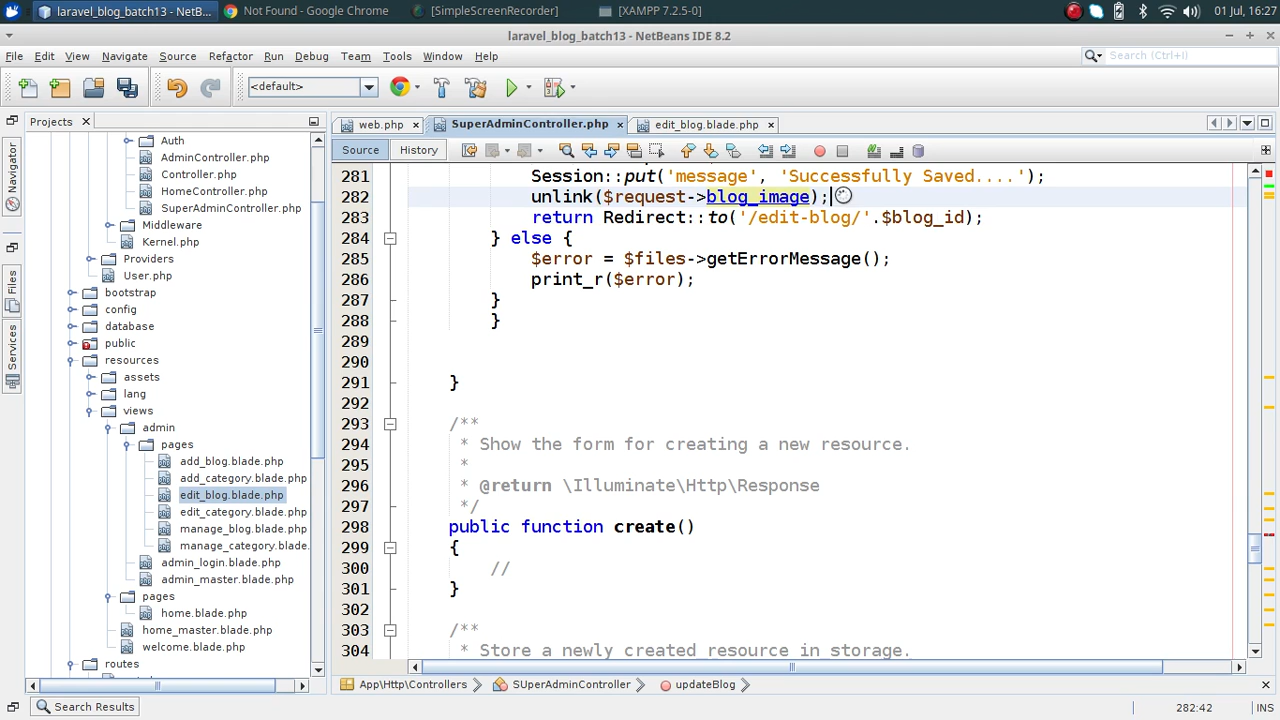 laravel_blog_batch13 - NetB...
Not Found - Google Chrome
[SimpleScreenRecorder]
[XAMPP 7.2.5-0]
01 Jul, 16:27
laravel_blog_batch13 - NetBeans IDE 8.2
File Edit View Navigate Source Refactor Run Debug Team Tools Window Help
Search (Ctrl+I)
<default>
Projects
web.php
SuperAdminController.php
edit_blog.blade.php
Source History
Navigator
Files
Services
Auth
AdminController.php
Controller.php
HomeController.php
SuperAdminController.php
Middleware
Kernel.php
Providers
User.php
bootstrap
config
database
public
resources
assets
lang
views
admin
pages
add_blog.blade.php
add_category.blade.php
edit_blog.blade.php
edit_category.blade.php
manage_blog.blade.php
manage_category.blade.
admin_login.blade.php
admin_master.blade.php
pages
home.blade.php
home_master.blade.php
welcome.blade.php
routes
281 Session::put('message', 'Successfully Saved....');
282 unlink($request->blog_image);
283 return Redirect::to('/edit-blog/'.$blog_id);
284 } else {
285 $error = $files->getErrorMessage();
286 print_r($error);
287 }
288 }
289
290
291 }
292
293 /**
294 * Show the form for creating a new resource.
295 *
296 * @return \Illuminate\Http\Response
297 */
298 public function create()
299 {
300 //
301 }
302
303 /**
304 * Store a newly created resource in storage.
App\Http\Controllers
SUperAdminController
updateBlog
Search Results
282:42
INS